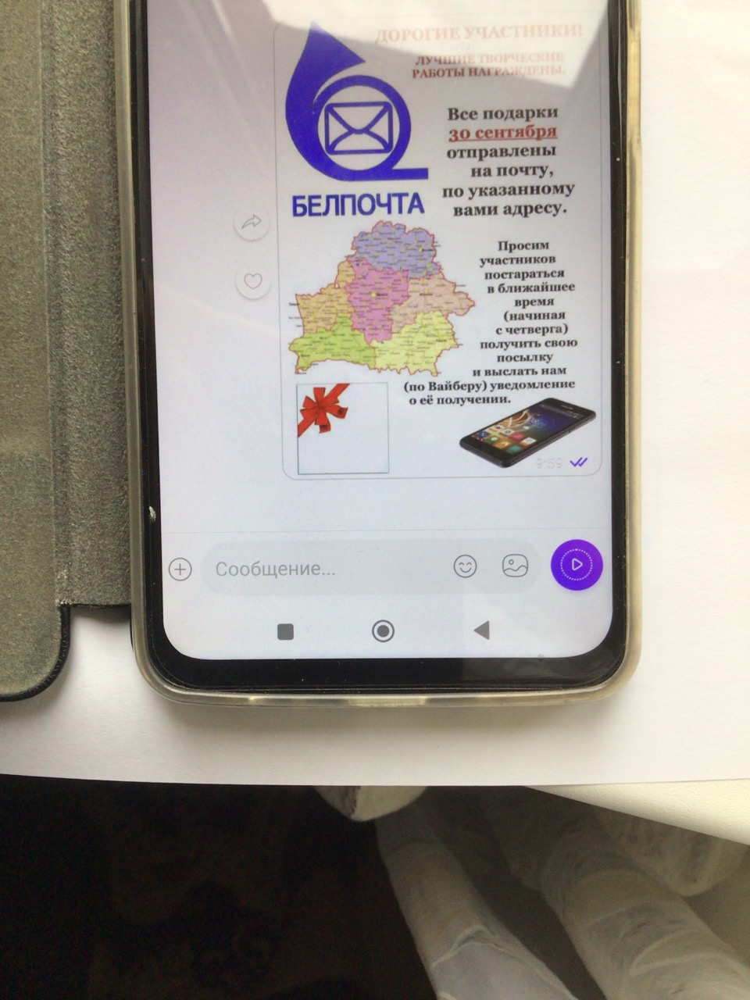 ДОРОГИЕ УЧАСТНИКИ!
ЛУЧШИЕ ТВОРЧЕСКИЕ
РАБОТЫ НАГРАЖДЕНЫ.
Все подарки
30 сентября
отправлены
на почту,
по указанному
вами адресу.
БЕЛПОЧТА
Просим
участников
постараться
в ближайшее
время
(начиная
с четверга)
получить свою
посылку
и выслать нам
(по Вайберу) уведомление
о её получении.
9:59
Сообщение...